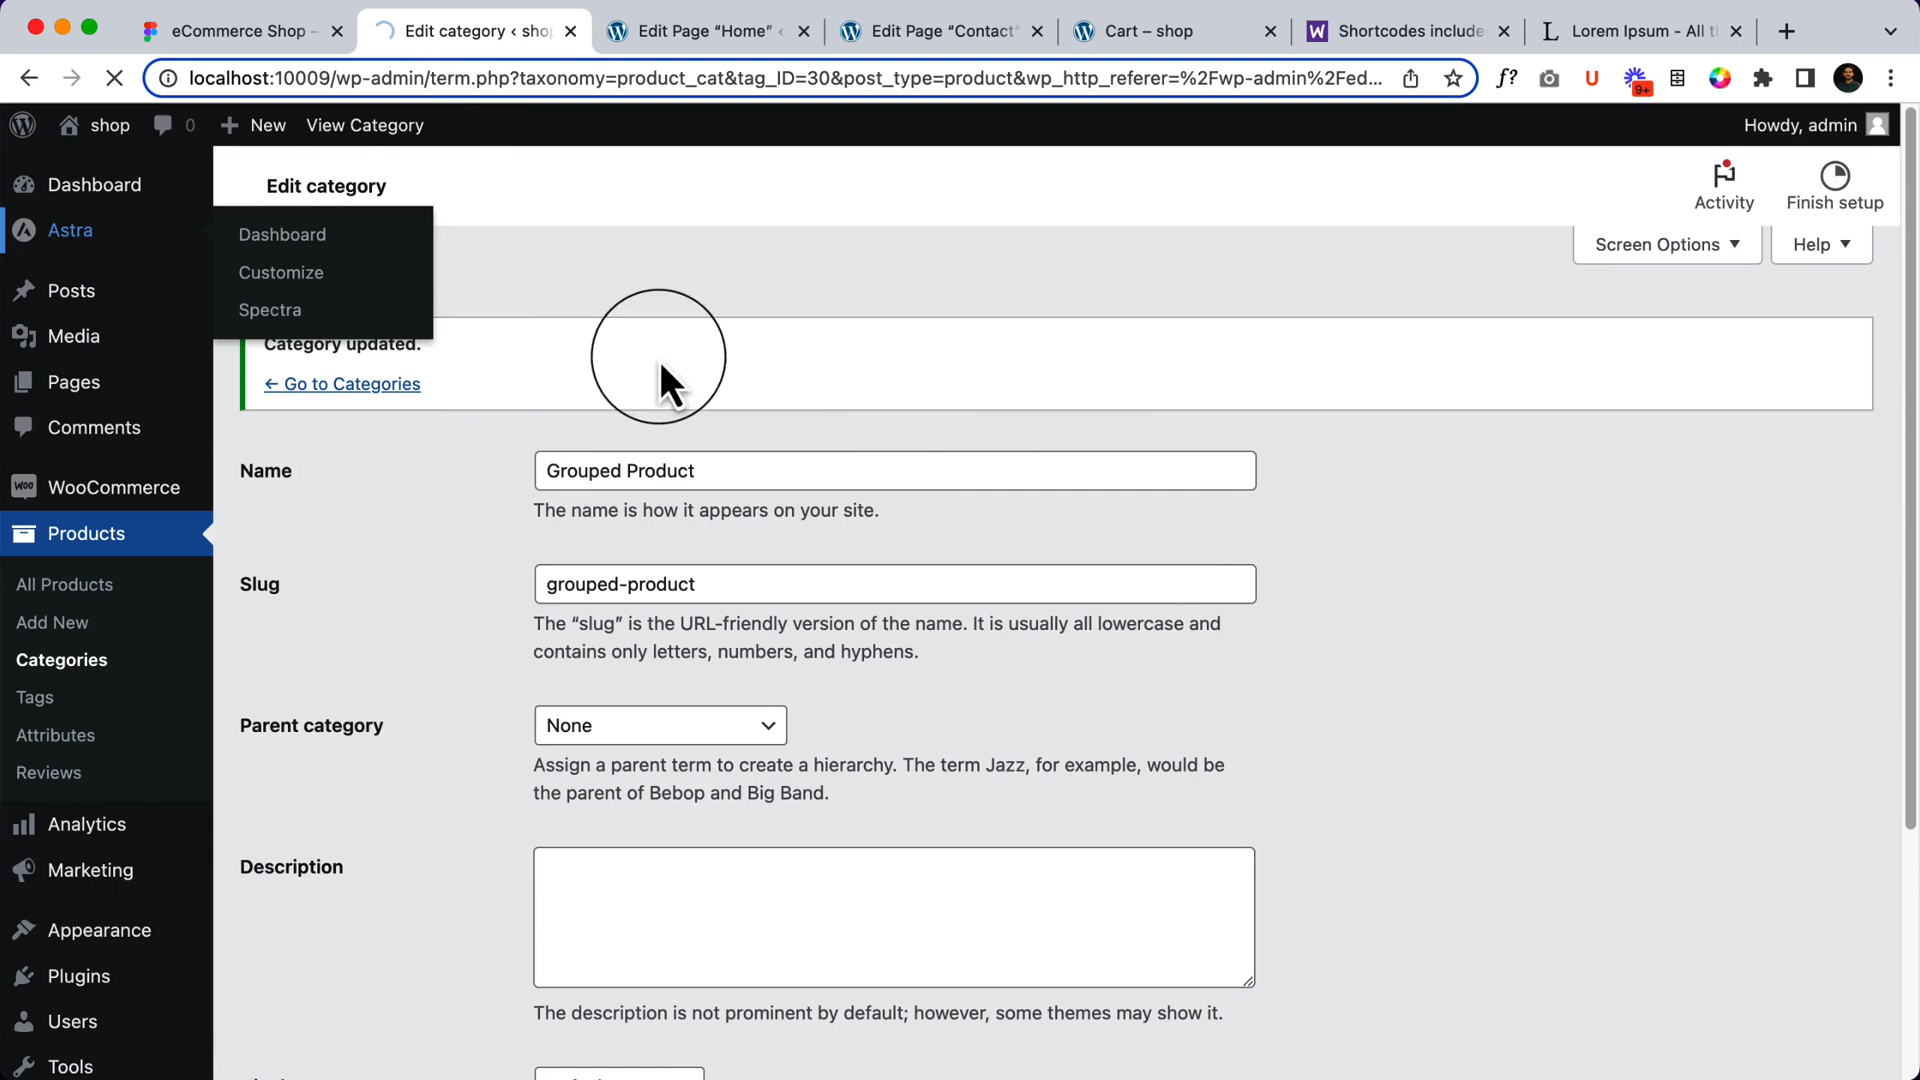 eCommerce Shop –
Edit category ‹ shop
Edit Page “Home” ‹
Edit Page “Contact”
Cart – shop
W
Shortcodes include
L
Lorem Ipsum - All t
localhost:10009/wp-admin/term.php?taxonomy=product_cat&tag_ID=30&post_type=product&wp_http_referer=%2Fwp-admin%2Fed...
f?
U
9+
shop
0
New
View Category
Howdy, admin
Dashboard
Astra
Posts
Media
Pages
Comments
Woo
WooCommerce
Products
All Products
Add New
Categories
Tags
Attributes
Reviews
Analytics
Marketing
Appearance
Plugins
Users
Tools
Dashboard
Customize
Spectra
Edit category
Activity
Finish setup
Screen Options
Help
Category updated.
← Go to Categories
Name
Grouped Product
The name is how it appears on your site.
Slug
grouped-product
The “slug” is the URL-friendly version of the name. It is usually all lowercase and
contains only letters, numbers, and hyphens.
Parent category
None
Assign a parent term to create a hierarchy. The term Jazz, for example, would be
the parent of Bebop and Big Band.
Description
The description is not prominent by default; however, some themes may show it.